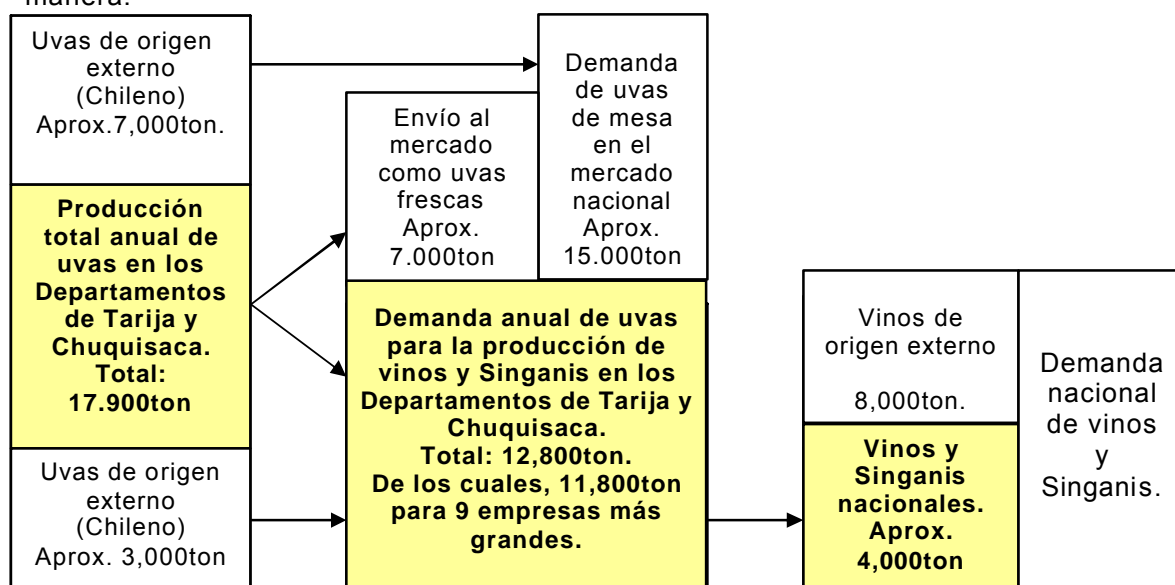 manera:
Uvas de origen
externo
(Chileno)
Aprox.7,000ton.
Producción
total anual de
uvas en los
Departamentos
de Tarija y
Chuquisaca.
Total:
17.900ton
Uvas de origen
externo
(Chileno)
Aprox. 3,000ton
Envío al
mercado
como uvas
frescas
Aprox.
7.000ton
Demanda
de uvas
de mesa
en el
mercado
nacional
Aprox.
15.000ton
Demanda anual de uvas
para la producción de
vinos y Singanis en los
Departamentos de Tarija y
Chuquisaca.
Total: 12,800ton.
De los cuales, 11,800ton
para 9 empresas más
grandes.
Vinos de
origen externo
8,000ton.
Vinos y
Singanis
nacionales.
Aprox.
4,000ton
Demanda
nacional
de vinos
y
Singanis.